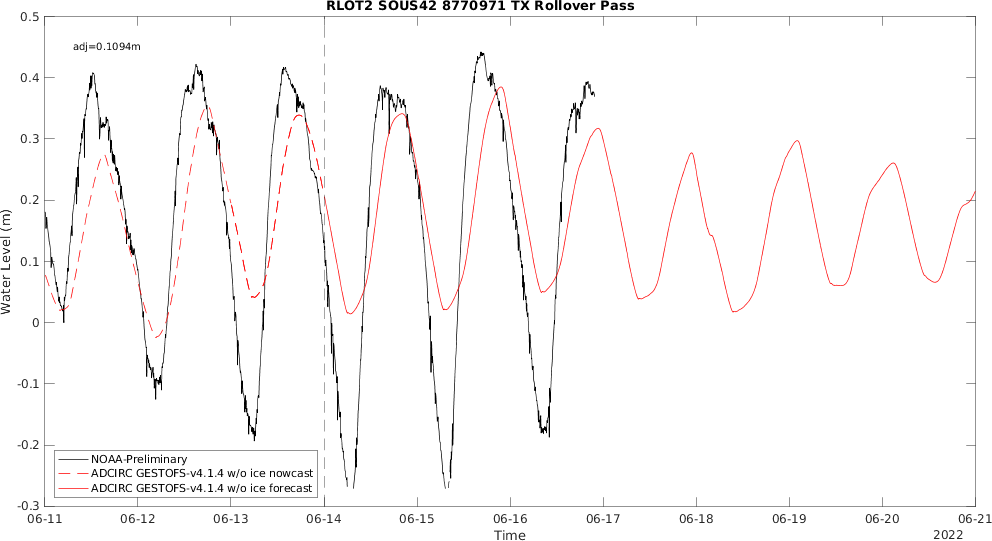 RLOT2 SOUS42 8770971 TX Rollover Pass
adj=0.1094m
0.5
0.4
0.3
0.2
0.1
0
-0.1
-0.2
-0.3
Water Level (m)
NOAA-Preliminary
ADCIRC GESTOFS-v4.1.4 w/o ice nowcast
ADCIRC GESTOFS-v4.1.4 w/o ice forecast
06-11 06-12 06-13 06-14 06-15 06-16 06-17 06-18 06-19 06-20 06-21
Time
2022